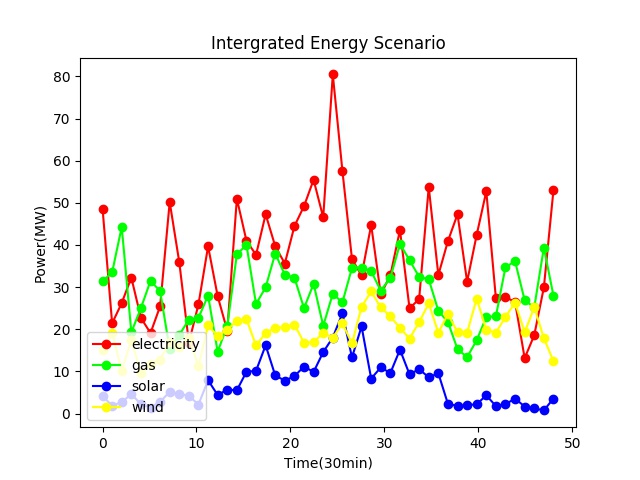 Intergrated Energy Scenario
Power(MW)
80
70
60
50
40
30
20
10
0
electricity
gas
solar
wind
0 10 20 30 40 50
Time(30min)